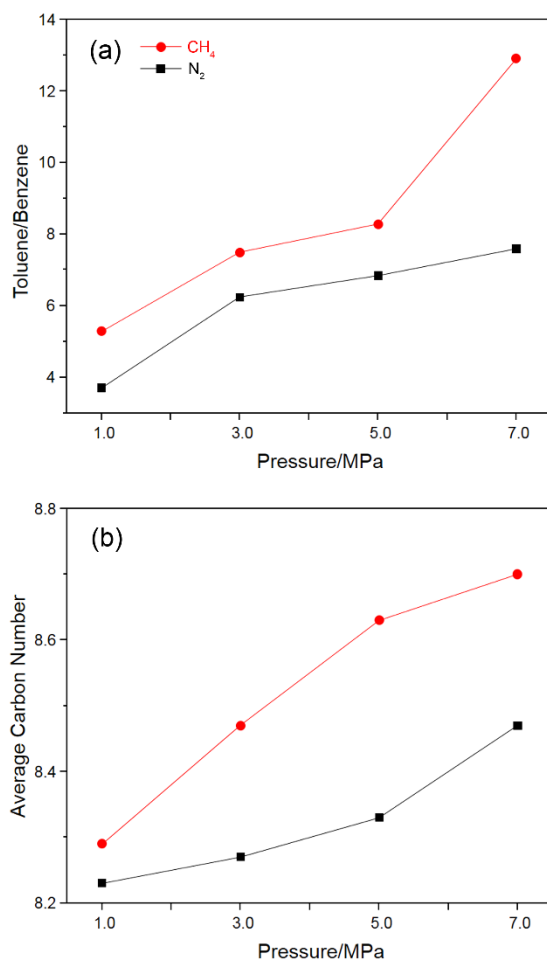 (a)
CH₄
N₂
14
12
10
8
6
4
Toluene/Benzene
1.0 3.0 5.0 7.0
Pressure/MPa
(b)
8.8
8.6
8.4
8.2
Average Carbon Number
1.0 3.0 5.0 7.0
Pressure/MPa